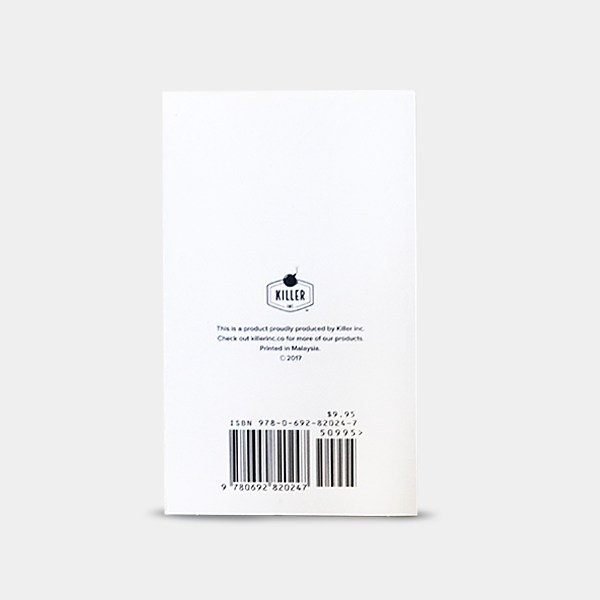 KILLER
INC
This is a product proudly produced by Killer inc.
Check out killerinc.co for more of our products
Printed in Malaysia.
© 2017
$9.95
ISBN 978-0-692-82024-7
50995>
9 780692 820247